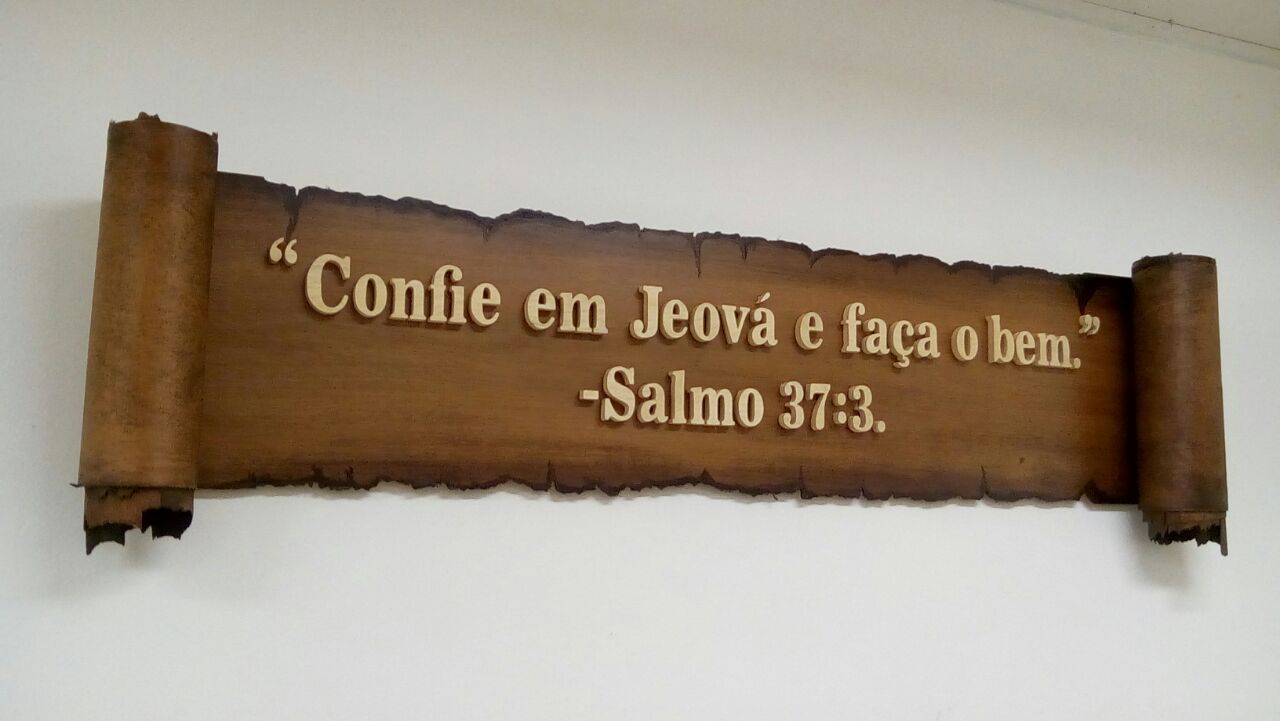 “Confie em Jeová e faça o bem.”
-Salmo 37:3.